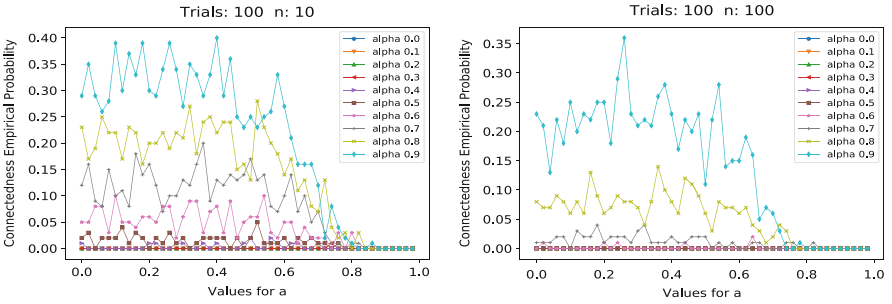 Trials: 100 n: 10
Connectedness Empirical Probability
0.40
0.35
0.30
0.25
0.20
0.15
0.10
0.05
0.00
alpha 0.0
alpha 0.1
alpha 0.2
alpha 0.3
alpha 0.4
alpha 0.5
alpha 0.6
alpha 0.7
alpha 0.8
alpha 0.9
0.0 0.2 0.4 0.6 0.8 1.0
Values for a
Trials: 100 n: 100
Connectedness Empirical Probability
0.35
0.30
0.25
0.20
0.15
0.10
0.05
0.00
alpha 0.0
alpha 0.1
alpha 0.2
alpha 0.3
alpha 0.4
alpha 0.5
alpha 0.6
alpha 0.7
alpha 0.8
alpha 0.9
0.0 0.2 0.4 0.6 0.8 1.0
Values for a